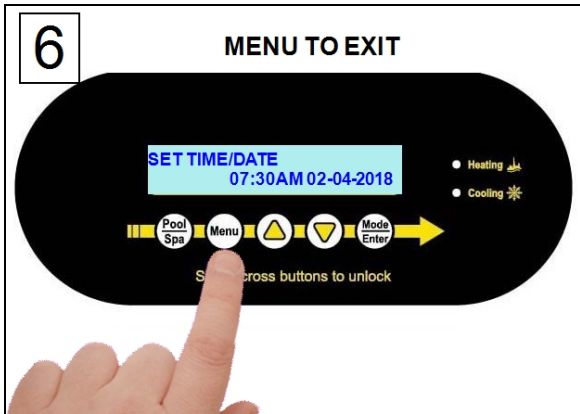 6
MENU TO EXIT
SET TIME/DATE
07:30AM 02-04-2018
Heating
Cooling
Pool
Spa
Menu
Mode
Enter
S cross buttons to unlock